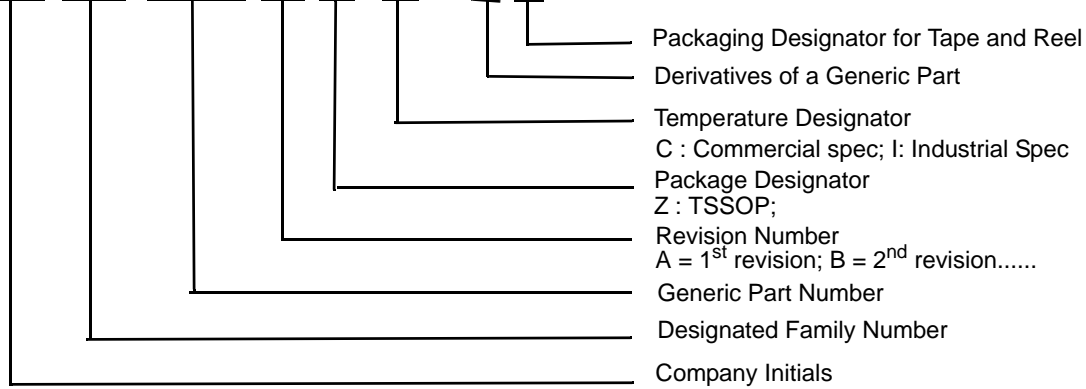 Packaging Designator for Tape and Reel
Derivatives of a Generic Part
Temperature Designator
C : Commercial spec; I: Industrial Spec
Package Designator
Z : TSSOP;
Revision Number
A = 1st revision; B = 2nd revision......
Generic Part Number
Designated Family Number
Company Initials